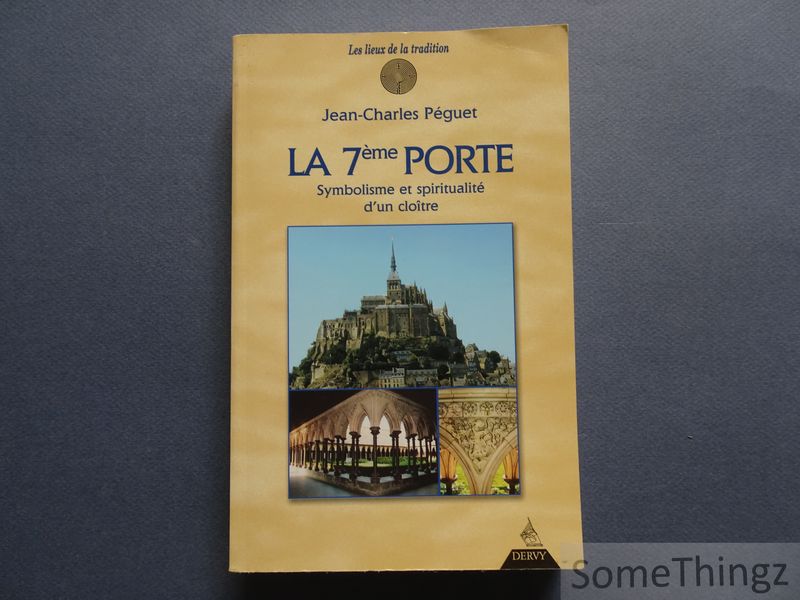 Les lieux de la tradition
Jean-Charles Péguet
LA 7ème PORTE
Symbolisme et spiritualité
d'un cloître
DERVY
SomeThingz